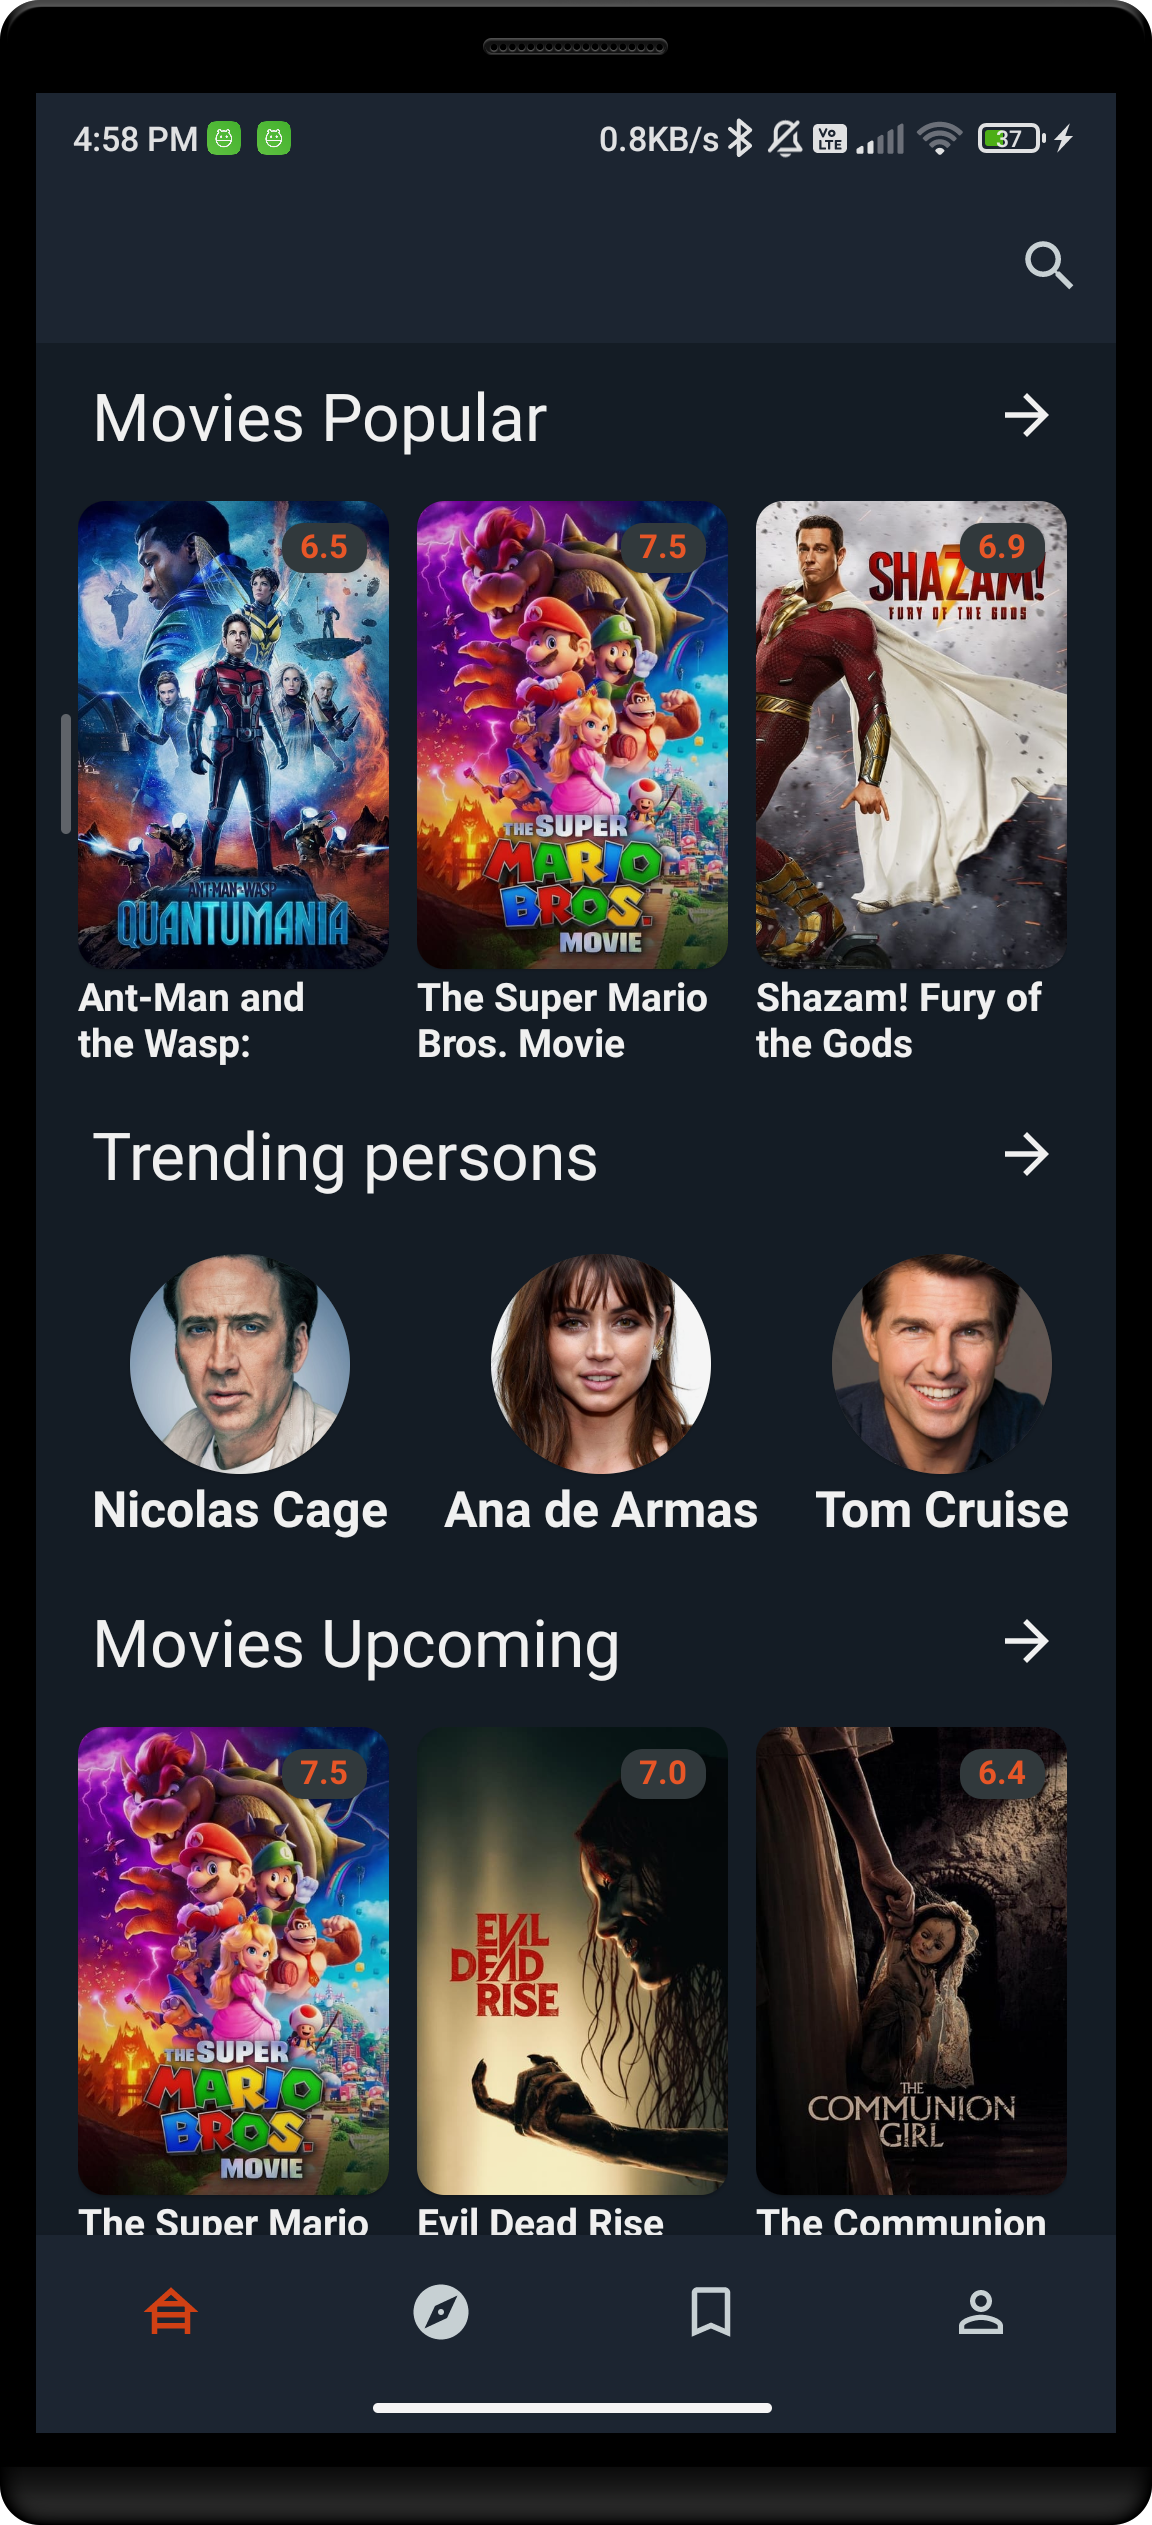 4:58 PM 0.8KB/s Vo LTE 37
Movies Popular
6.5
ANT-MAN AND THE WASP
QUANTUMANIA
7.5
THE SUPER
MARIO
BROS.
MOVIE
6.9
SHAZAM!
FURY OF THE GODS
Ant-Man and
the Wasp:
The Super Mario
Bros. Movie
Shazam! Fury of
the Gods
Trending persons
Nicolas Cage
Ana de Armas
Tom Cruise
Movies Upcoming
7.5
THE SUPER
MARIO
BROS.
MOVIE
7.0
EVIL
DEAD
RISE
6.4
THE
COMMUNION
GIRL
The Super Mario
Evil Dead Rise
The Communion